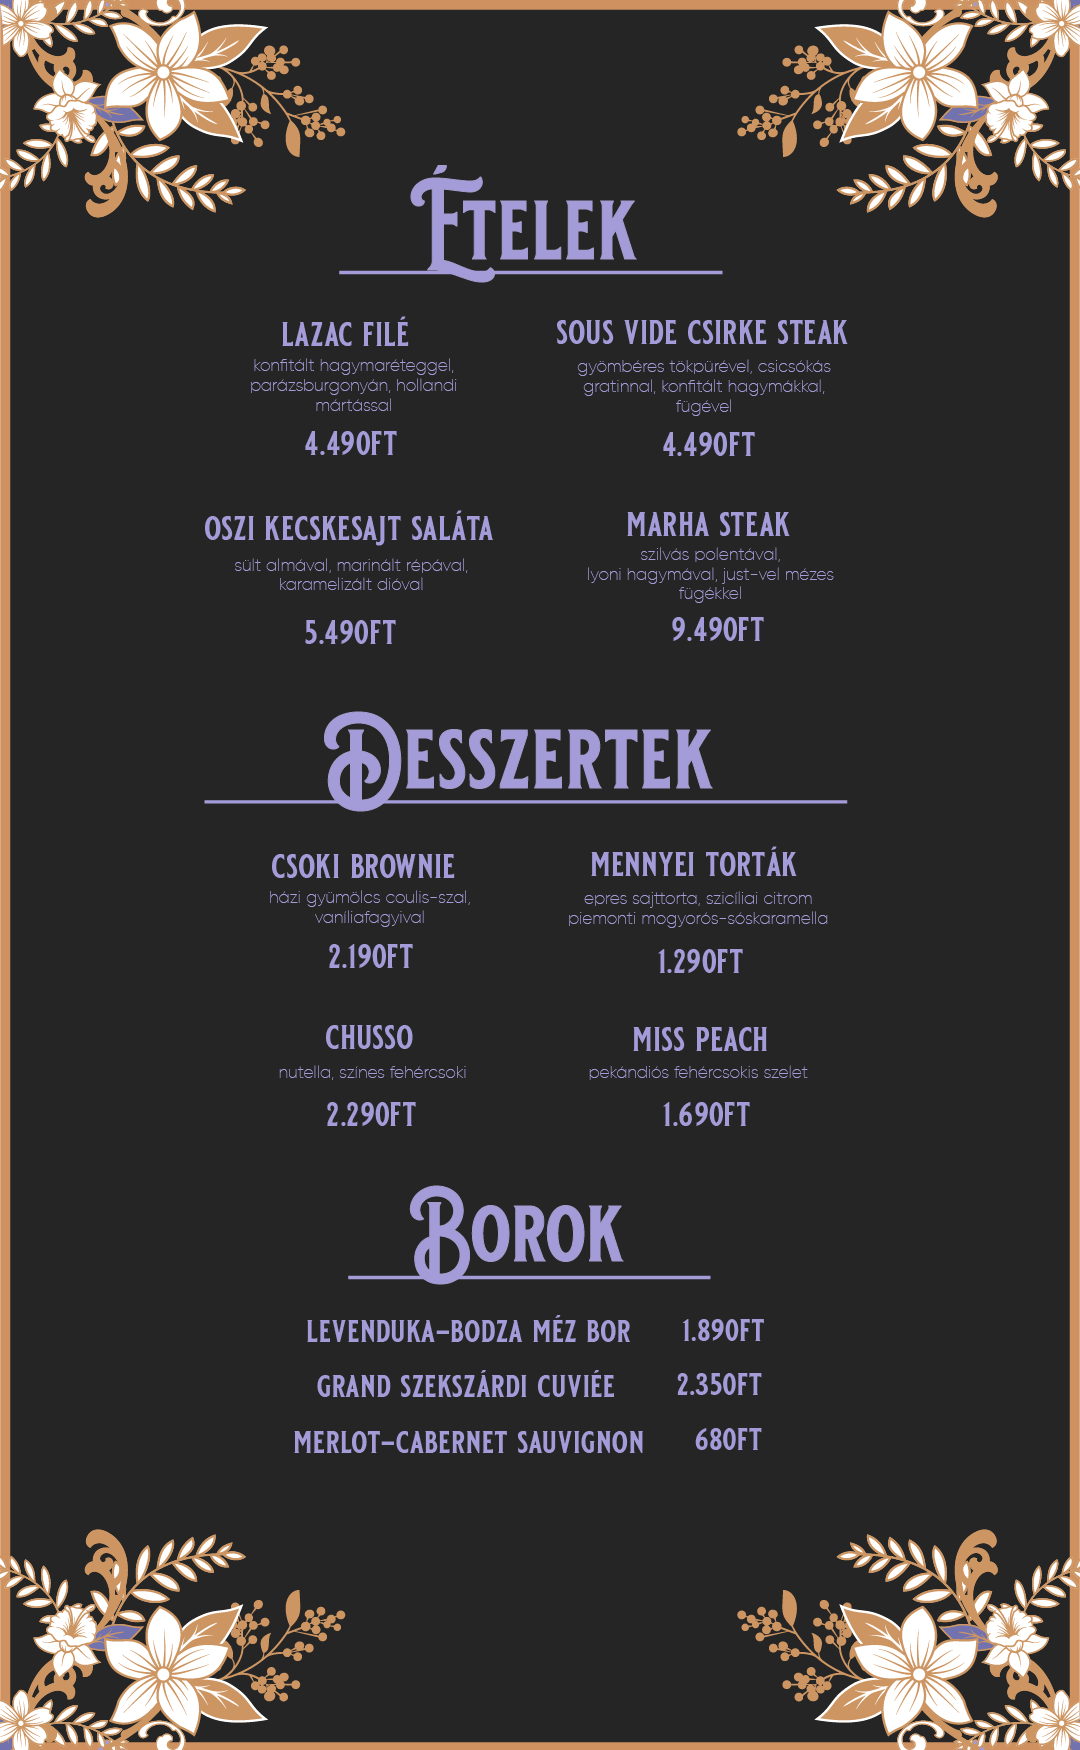 Ételek
LAZAC FILÉ
konfitált hagymaréteggel,
parázsburgonyán, hollandi
mártással
4.490FT
SOUS VIDE CSIRKE STEAK
gyömbéres tökpürével, csicsókás
gratinnal, konfitált hagymákkal,
fügével
4.490FT
OSZI KECSKESAJT SALÁTA
sült almával, marinált répával,
karamelizált dióval
5.490FT
MARHA STEAK
szilvás polentával,
lyoni hagymával, just-vel mézes
fügékkel
9.490FT
Desszertek
CSOKI BROWNIE
házi gyümölcs coulis-szal,
vaníliafagyival
2.190FT
MENNYEI TORTÁK
epres sajttorta, szicíliai citrom
piemonti mogyorós-sóskaramella
1.290FT
CHUSSO
nutella, színes fehércsoki
2.290FT
MISS PEACH
pekándiós fehércsokis szelet
1.690FT
Borok
LEVENDUKA-BODZA MÉZ BOR 1.890FT
GRAND SZEKSZÁRDI CUVIÉE 2.350FT
MERLOT-CABERNET SAUVIGNON 680FT